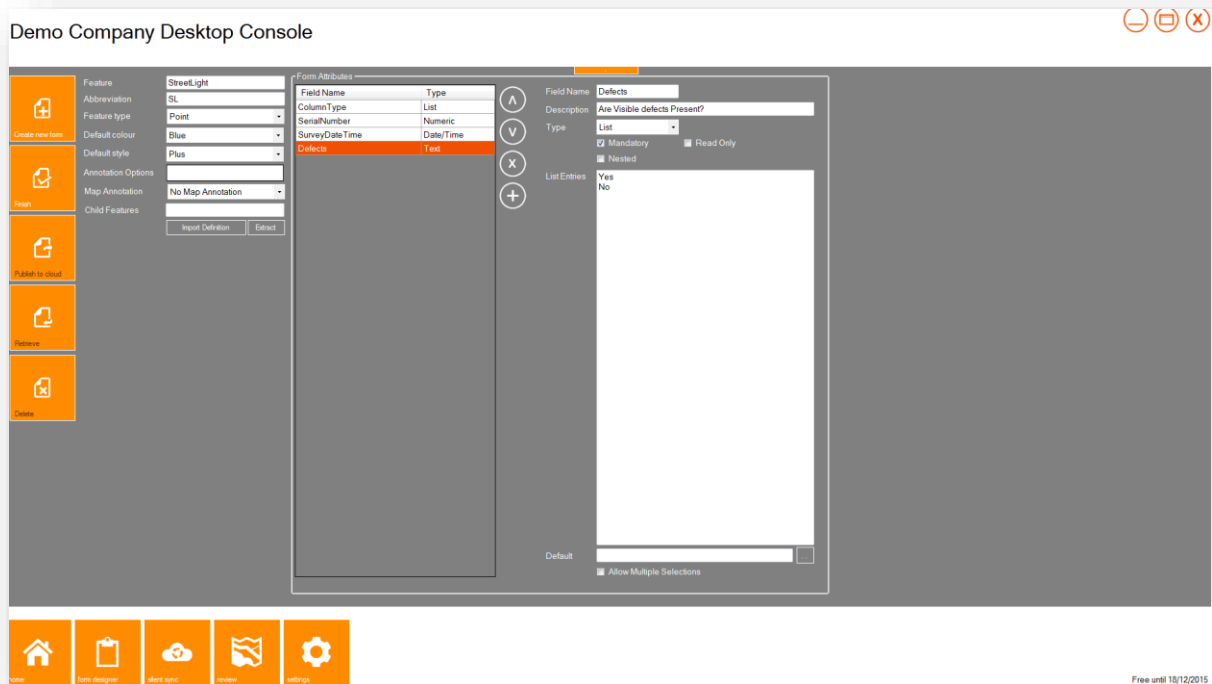 Demo Company Desktop Console
Create new form
Finish
Publish to cloud
Retrieve
Delete
Feature StreetLight
Abbreviation SL
Feature type Point
Default colour Blue
Default style Plus
Annotation Options
Map Annotation No Map Annotation
Child Features
Import Definition Extract
Form Attributes
Field Name Type
ColumnType List
SerialNumber Numeric
SurveyDateTime Date/Time
Defects Text
Field Name Defects
Description Are Visible defects Present?
Type List
Mandatory Read Only
Nested
List Entries Yes
No
Default ..
Allow Multiple Selections
home form designer silent sync review settings
Free until 18/12/2015